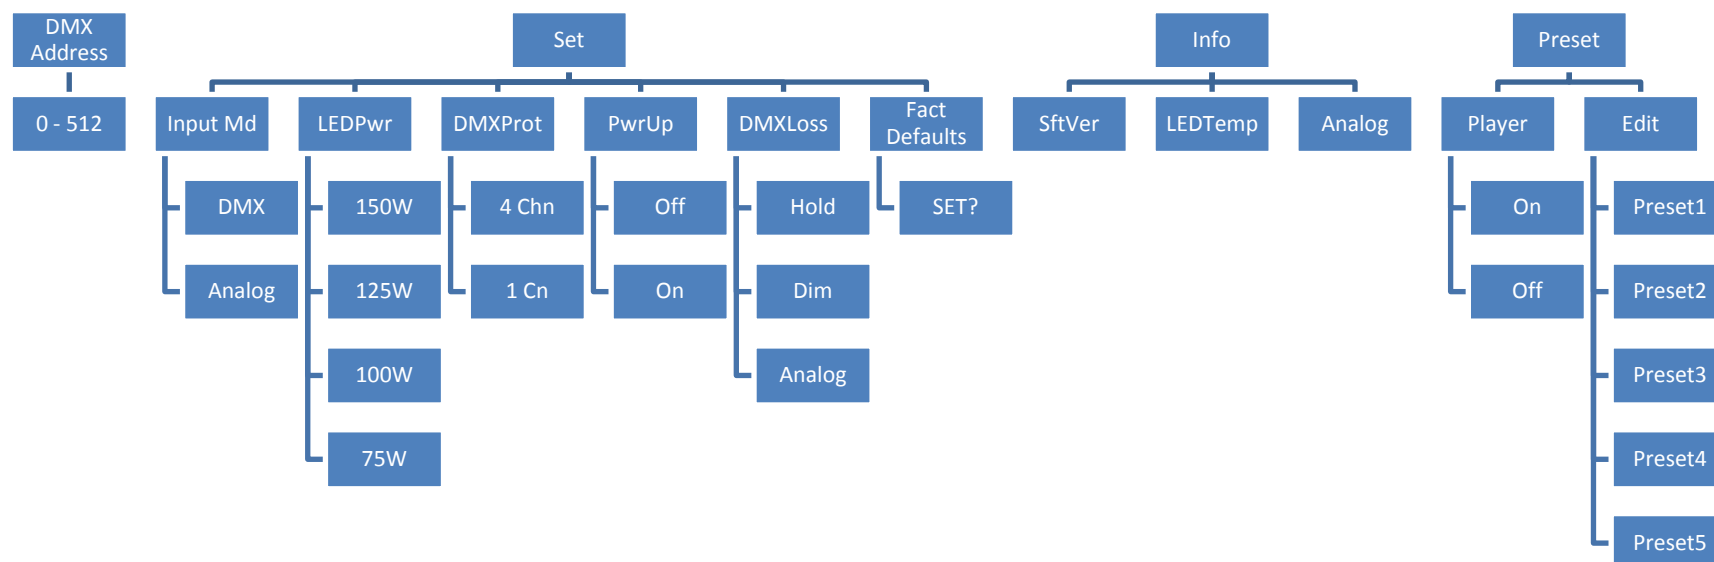 DMX
Address
Set
Info
Preset
0 - 512
Input Md
LEDPwr
DMXProt
PwrUp
DMXLoss
Fact
Defaults
SftVer
LEDTemp
Analog
Player
Edit
DMX
150W
4 Chn
Off
Hold
SET?
On
Preset1
Analog
125W
1 Cn
On
Dim
Off
Preset2
100W
Analog
Preset3
75W
Preset4
Preset5